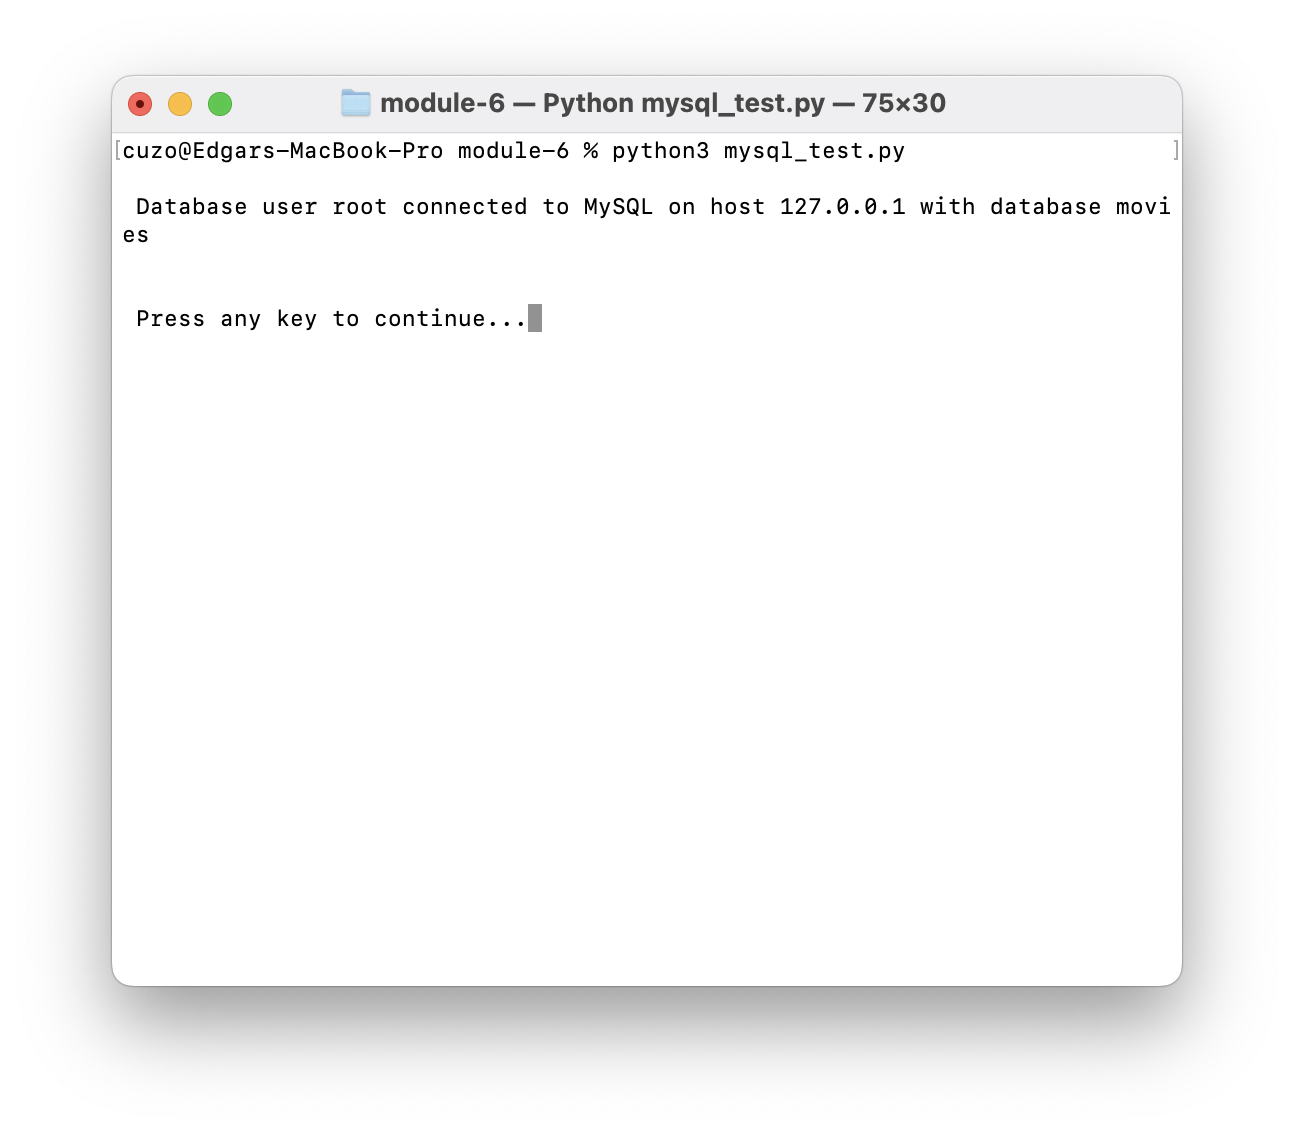 module-6 — Python mysql_test.py — 75×30
[cuzo@Edgars-MacBook-Pro module-6 % python3 mysql_test.py ]
Database user root connected to MySQL on host 127.0.0.1 with database movi
es
Press any key to continue...